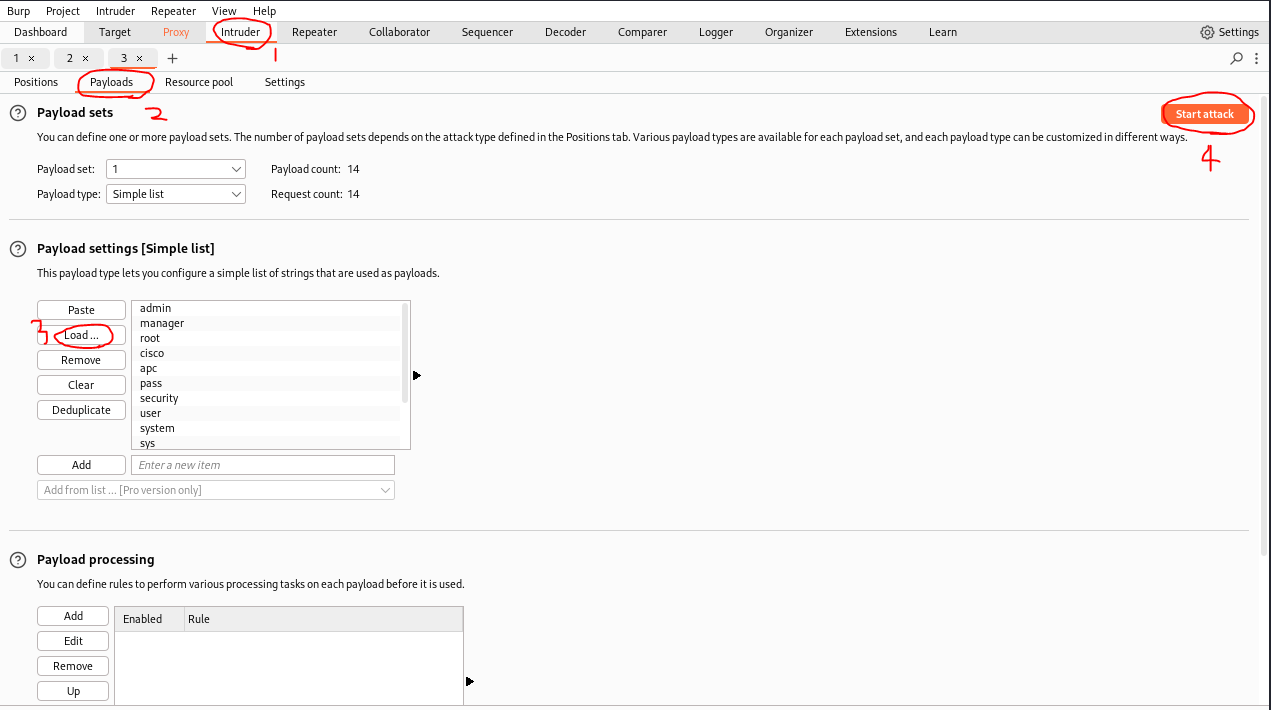 Burp Project Intruder Repeater View Help
Dashboard Target Proxy Intruder Repeater Collaborator Sequencer Decoder Comparer Logger Organizer Extensions Learn Settings
1
1 × 2 × 3 × +
Positions Payloads Resource pool Settings
2
? Payload sets
Start attack
4
You can define one or more payload sets. The number of payload sets depends on the attack type defined in the Positions tab. Various payload types are available for each payload set, and each payload type can be customized in different ways.
Payload set: 1 Payload count: 14
Payload type: Simple list Request count: 14
? Payload settings [Simple list]
This payload type lets you configure a simple list of strings that are used as payloads.
Paste
3 Load ...
Remove
Clear
Deduplicate
admin
manager
root
cisco
apc
pass
security
user
system
sys
Add Enter a new item
Add from list ... [Pro version only]
? Payload processing
You can define rules to perform various processing tasks on each payload before it is used.
Add
Edit
Remove
Up
Enabled Rule